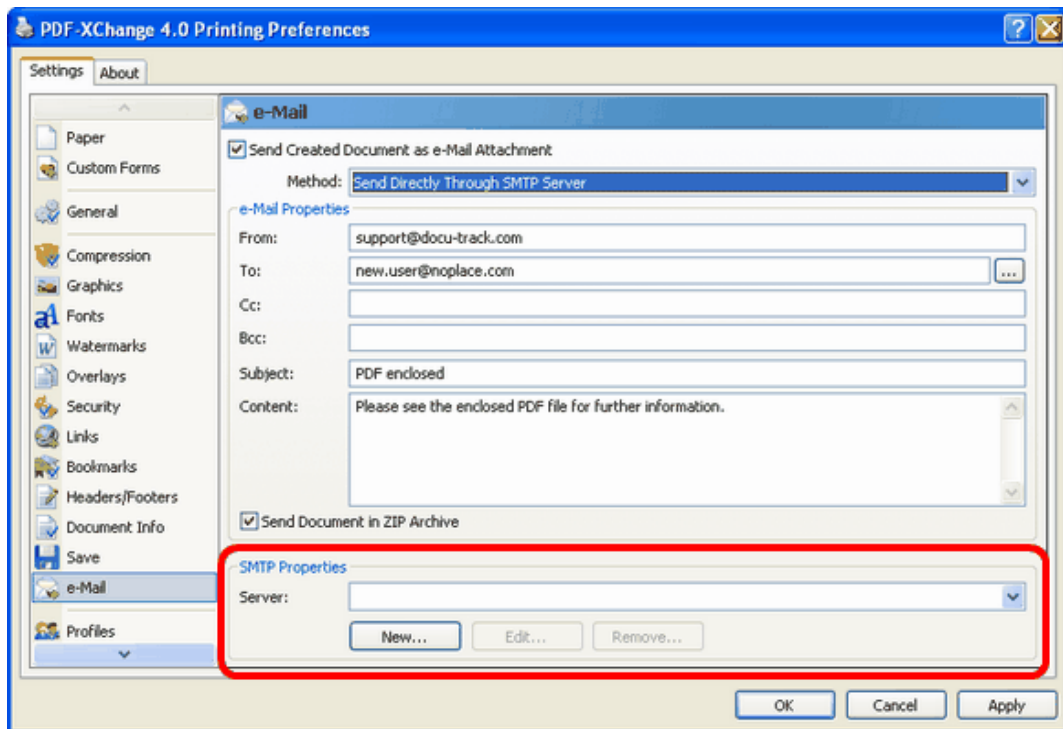 PDF-XChange 4.0 Printing Preferences
Settings About
Paper
Custom Forms
General
Compression
Graphics
Fonts
Watermarks
Overlays
Security
Links
Bookmarks
Headers/Footers
Document Info
Save
e-Mail
Profiles
e-Mail
Send Created Document as e-Mail Attachment
Method: Send Directly Through SMTP Server
e-Mail Properties
From: support@docu-track.com
To: new.user@noplace.com ...
Cc:
Bcc:
Subject: PDF enclosed
Content: Please see the enclosed PDF file for further information.
Send Document in ZIP Archive
SMTP Properties
Server:
New... Edit... Remove...
OK Cancel Apply